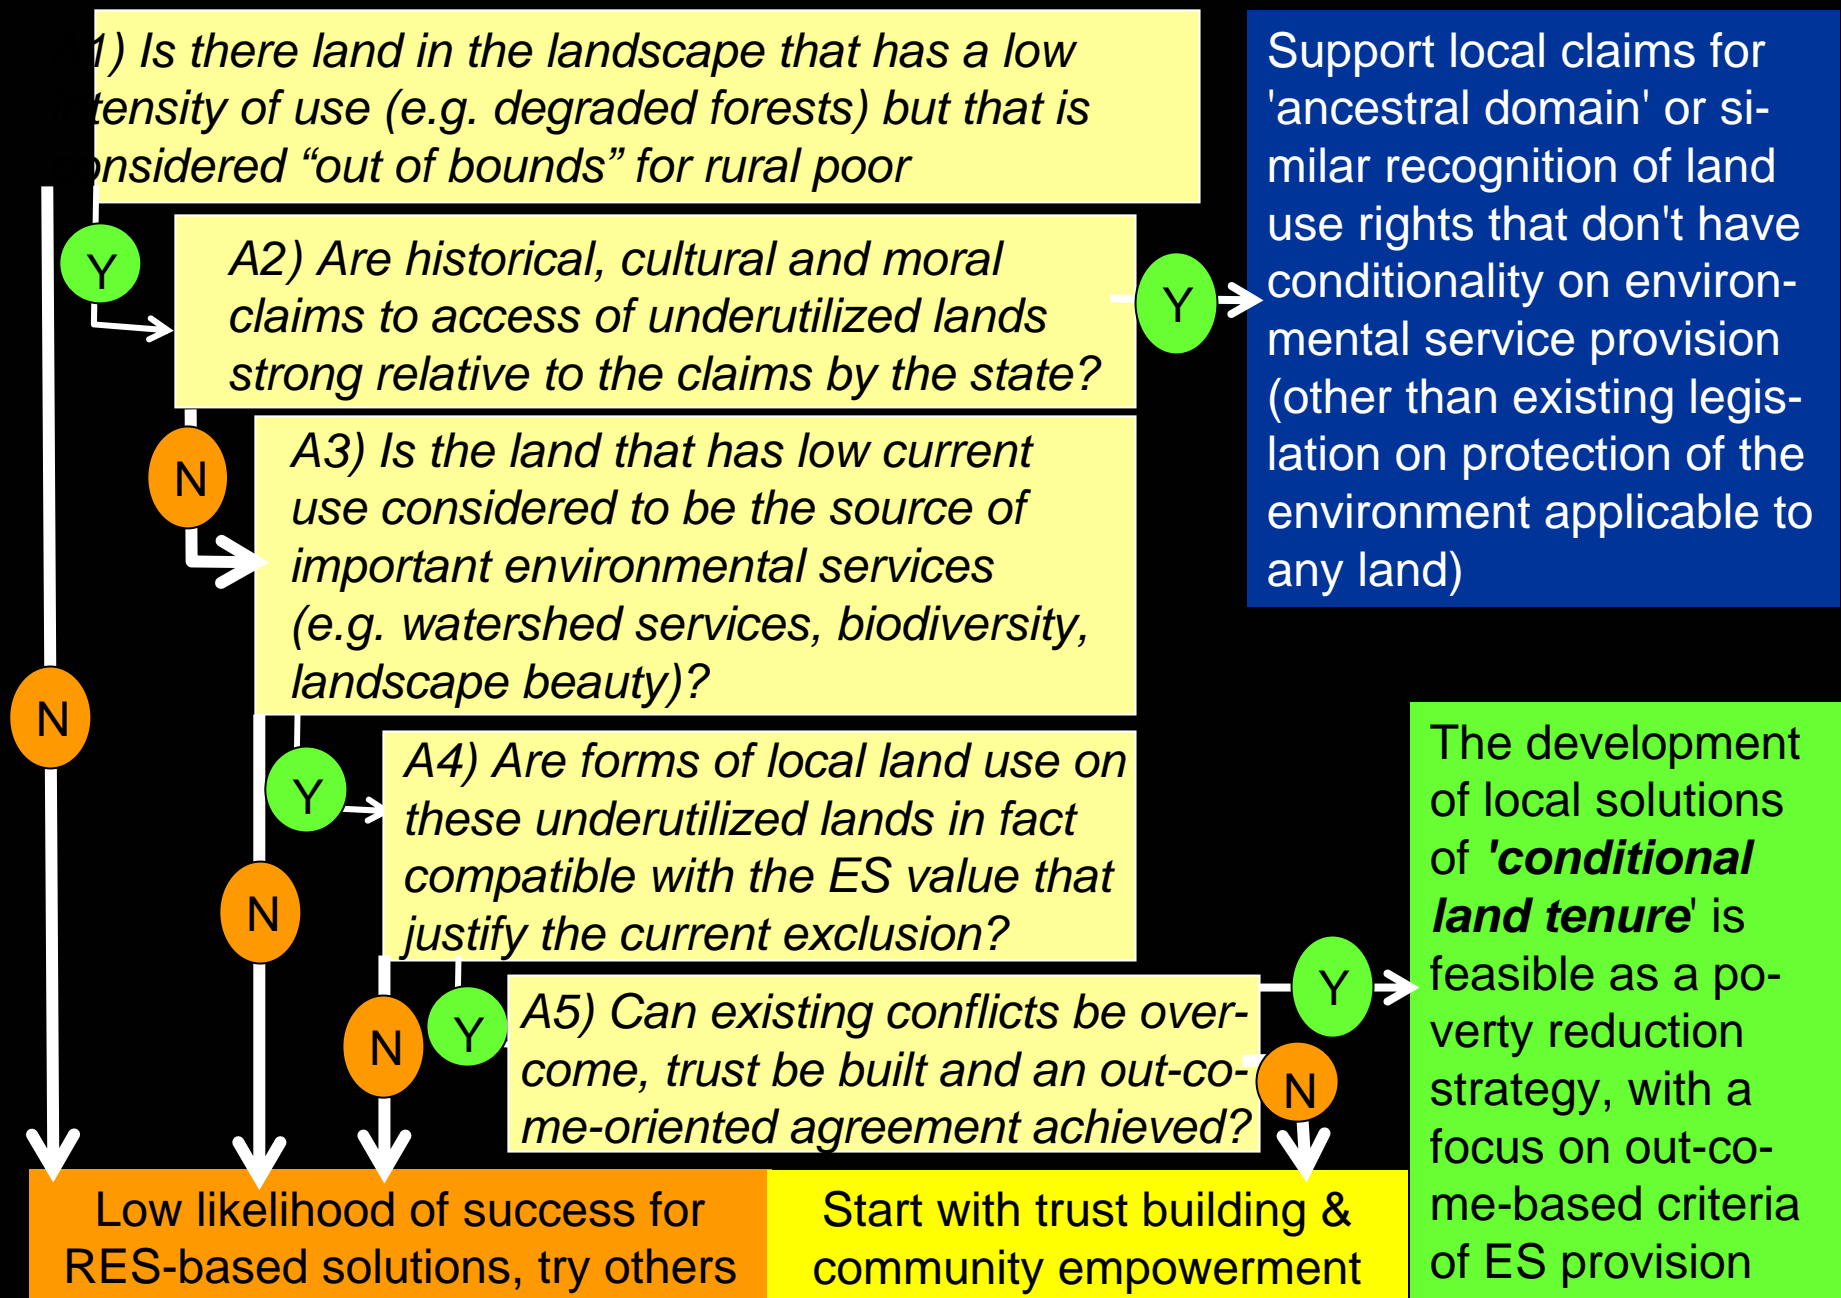 A1) Is there land in the landscape that has a low
intensity of use (e.g. degraded forests) but that is
considered “out of bounds” for rural poor
Y
A2) Are historical, cultural and moral
claims to access of underutilized lands
strong relative to the claims by the state?
Y
Support local claims for
'ancestral domain' or si-
milar recognition of land
use rights that don't have
conditionality on environ-
mental service provision
(other than existing legis-
lation on protection of the
environment applicable to
any land)
N
A3) Is the land that has low current
use considered to be the source of
important environmental services
(e.g. watershed services, biodiversity,
landscape beauty)?
N
Y
A4) Are forms of local land use on
these underutilized lands in fact
compatible with the ES value that
justify the current exclusion?
N
N
Y
A5) Can existing conflicts be over-
come, trust be built and an out-co-
me-oriented agreement achieved?
Y
N
The development
of local solutions
of 'conditional
land tenure' is
feasible as a po-
verty reduction
strategy, with a
focus on out-co-
me-based criteria
of ES provision
Low likelihood of success for
RES-based solutions, try others
Start with trust building &
community empowerment